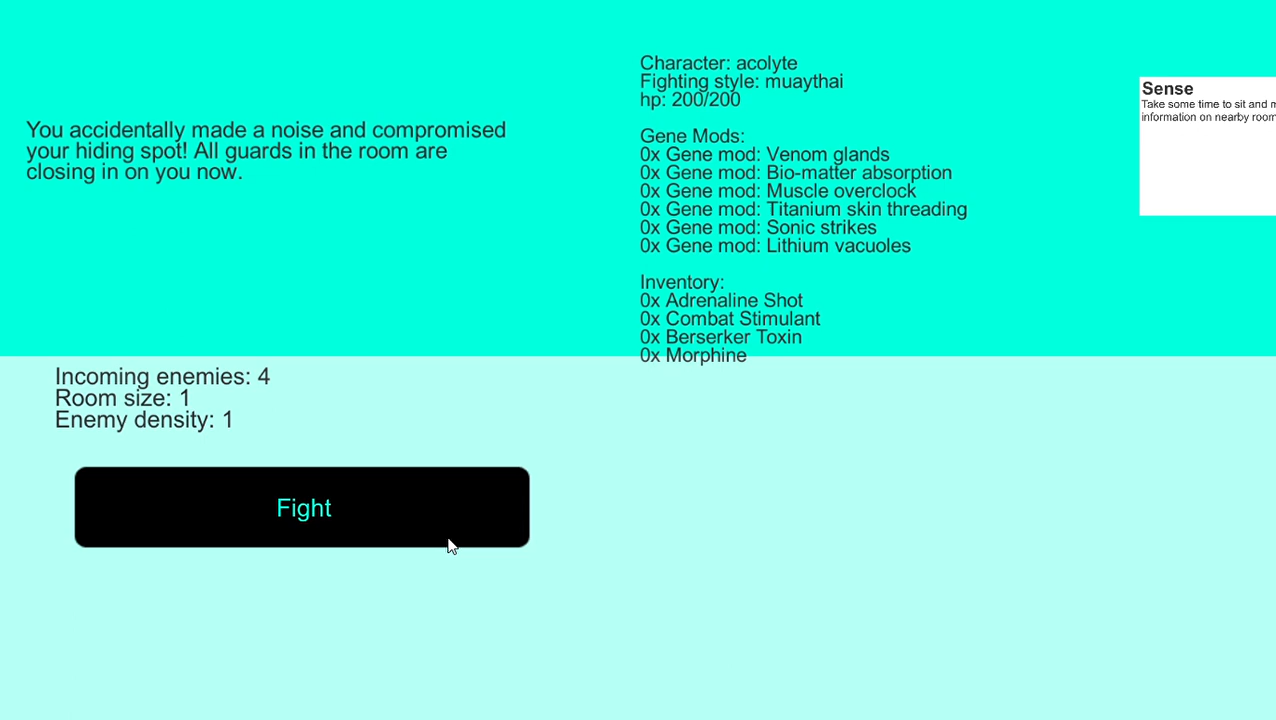 You accidentally made a noise and compromised
your hiding spot! All guards in the room are
closing in on you now.
Character: acolyte
Fighting style: muaythai
hp: 200/200
Gene Mods:
0x Gene mod: Venom glands
0x Gene mod: Bio-matter absorption
0x Gene mod: Muscle overclock
0x Gene mod: Titanium skin threading
0x Gene mod: Sonic strikes
0x Gene mod: Lithium vacuoles
Inventory:
0x Adrenaline Shot
0x Combat Stimulant
0x Berserker Toxin
0x Morphine
Sense
Take some time to sit and
information on nearby room
Incoming enemies: 4
Room size: 1
Enemy density: 1
Fight